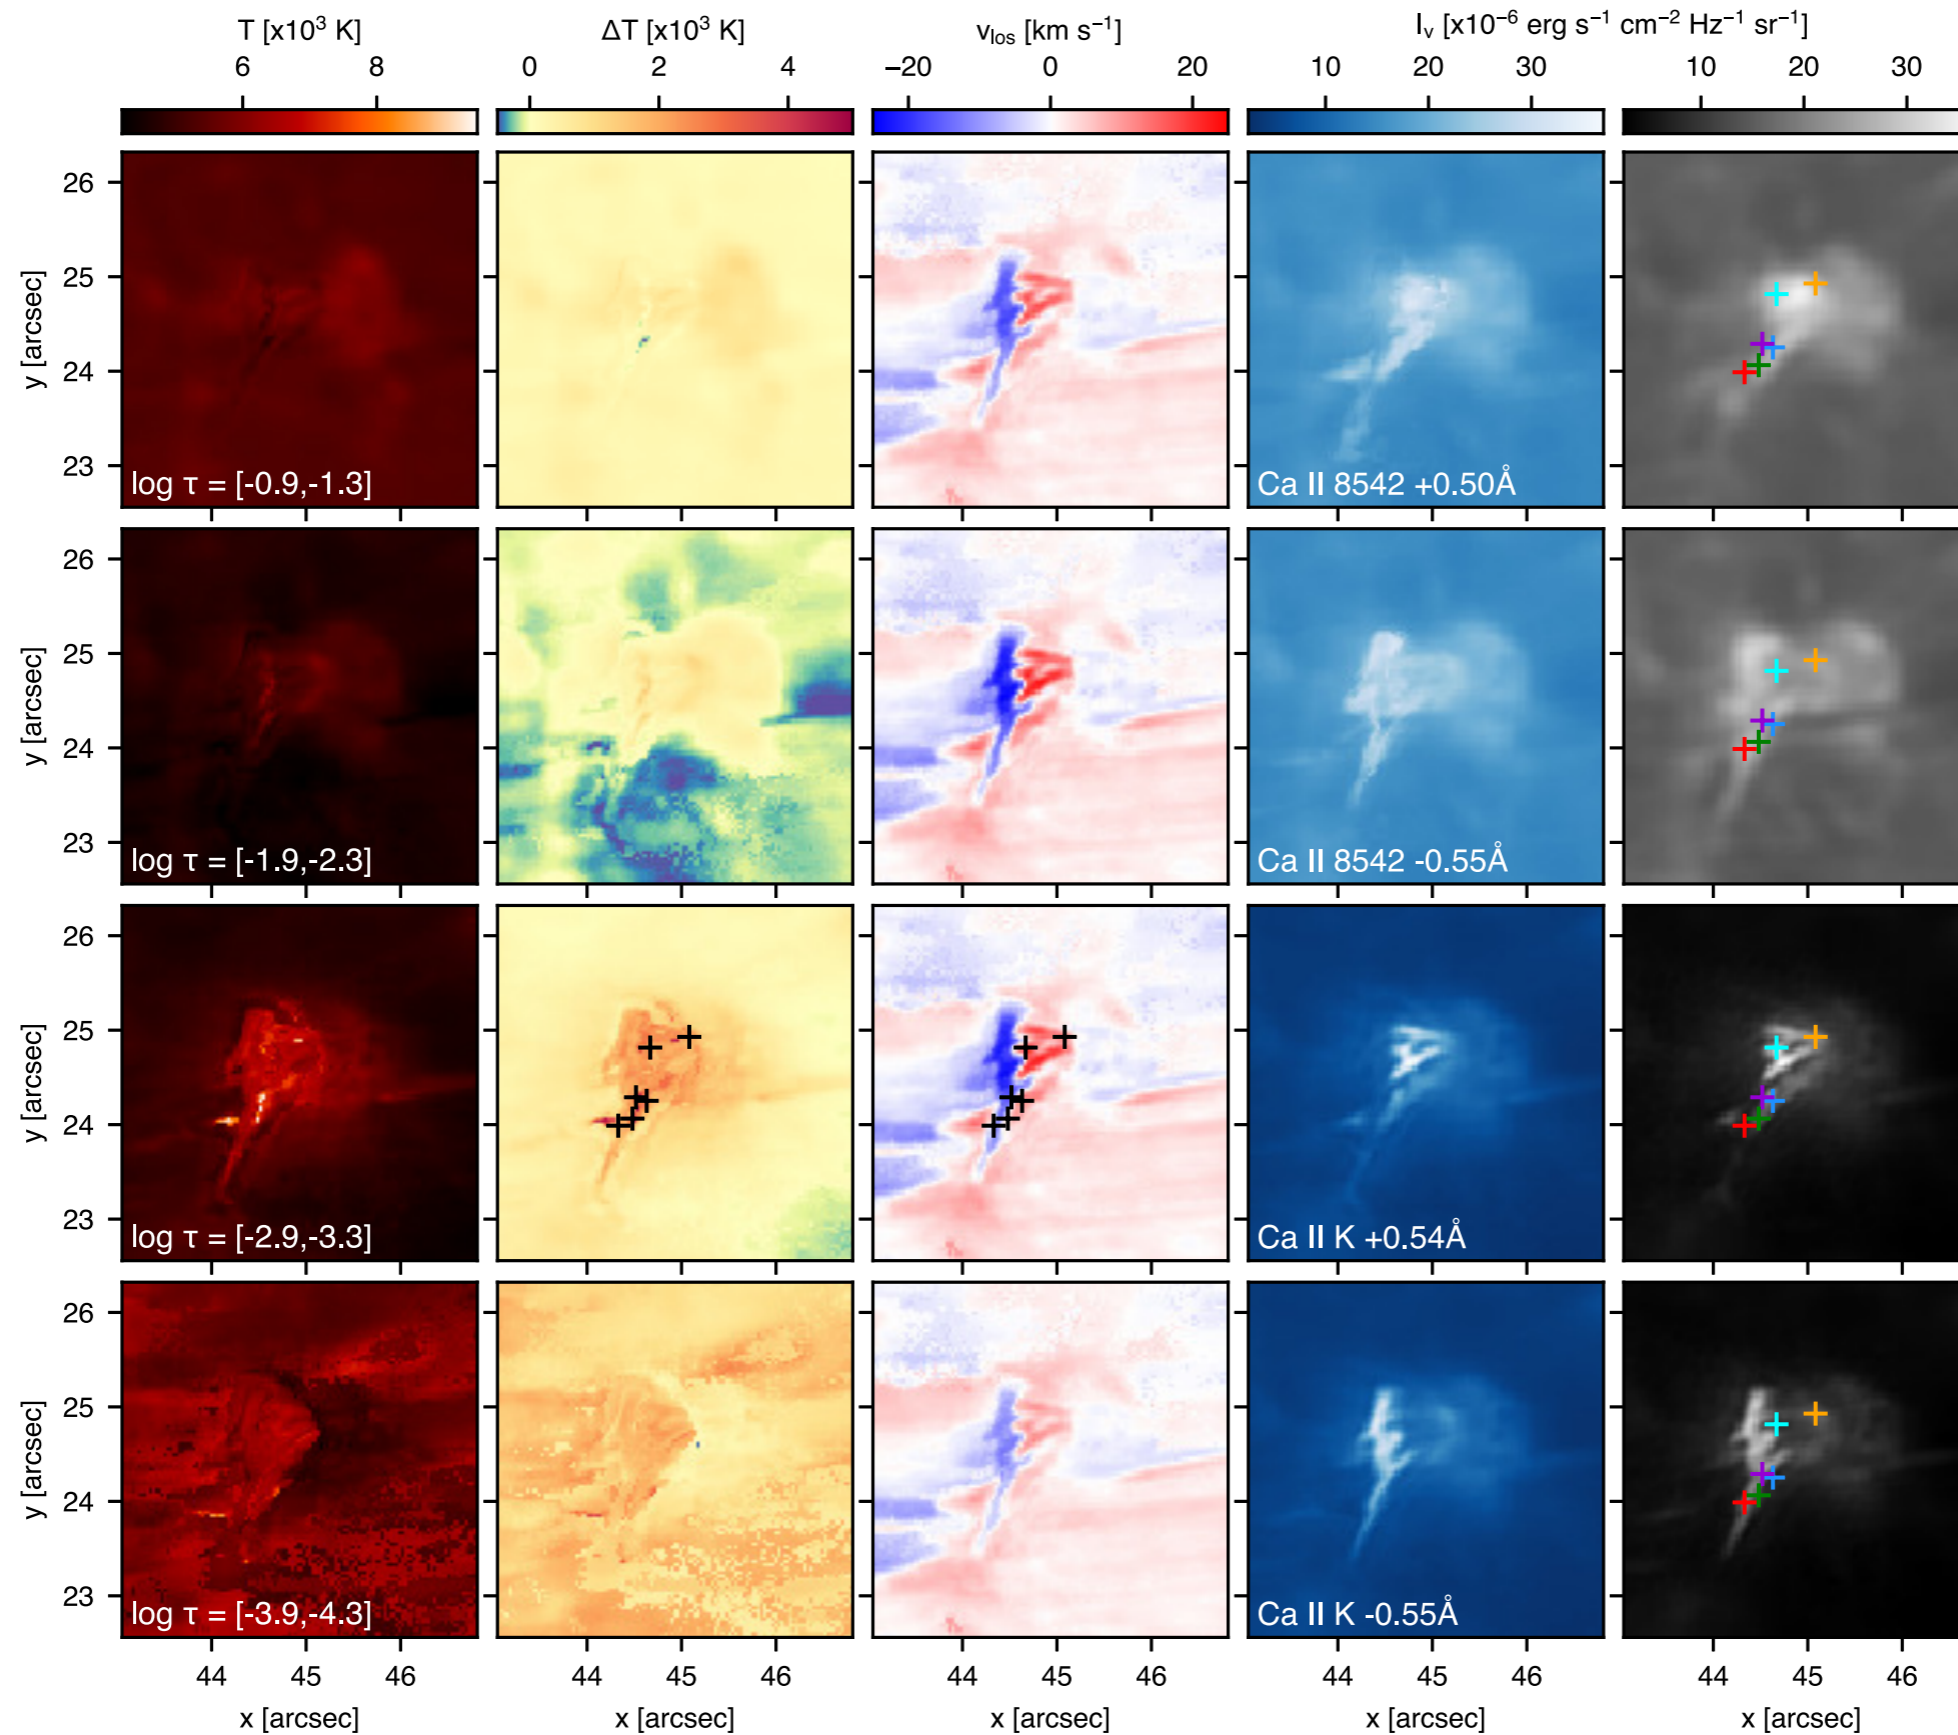 T [x10³ K]
ΔT [x10³ K]
v_los [km s⁻¹]
I_ν [x10⁻⁶ erg s⁻¹ cm⁻² Hz⁻¹ sr⁻¹]
6 8
0 2 4
−20 0 20
10 20 30
10 20 30
26
25
24
23
y [arcsec]
log τ = [-0.9,-1.3]
Ca II 8542 +0.50Å
26
25
24
23
y [arcsec]
log τ = [-1.9,-2.3]
Ca II 8542 -0.55Å
26
25
24
23
y [arcsec]
log τ = [-2.9,-3.3]
Ca II K +0.54Å
26
25
24
23
y [arcsec]
log τ = [-3.9,-4.3]
Ca II K -0.55Å
44 45 46
44 45 46
44 45 46
44 45 46
44 45 46
x [arcsec]
x [arcsec]
x [arcsec]
x [arcsec]
x [arcsec]